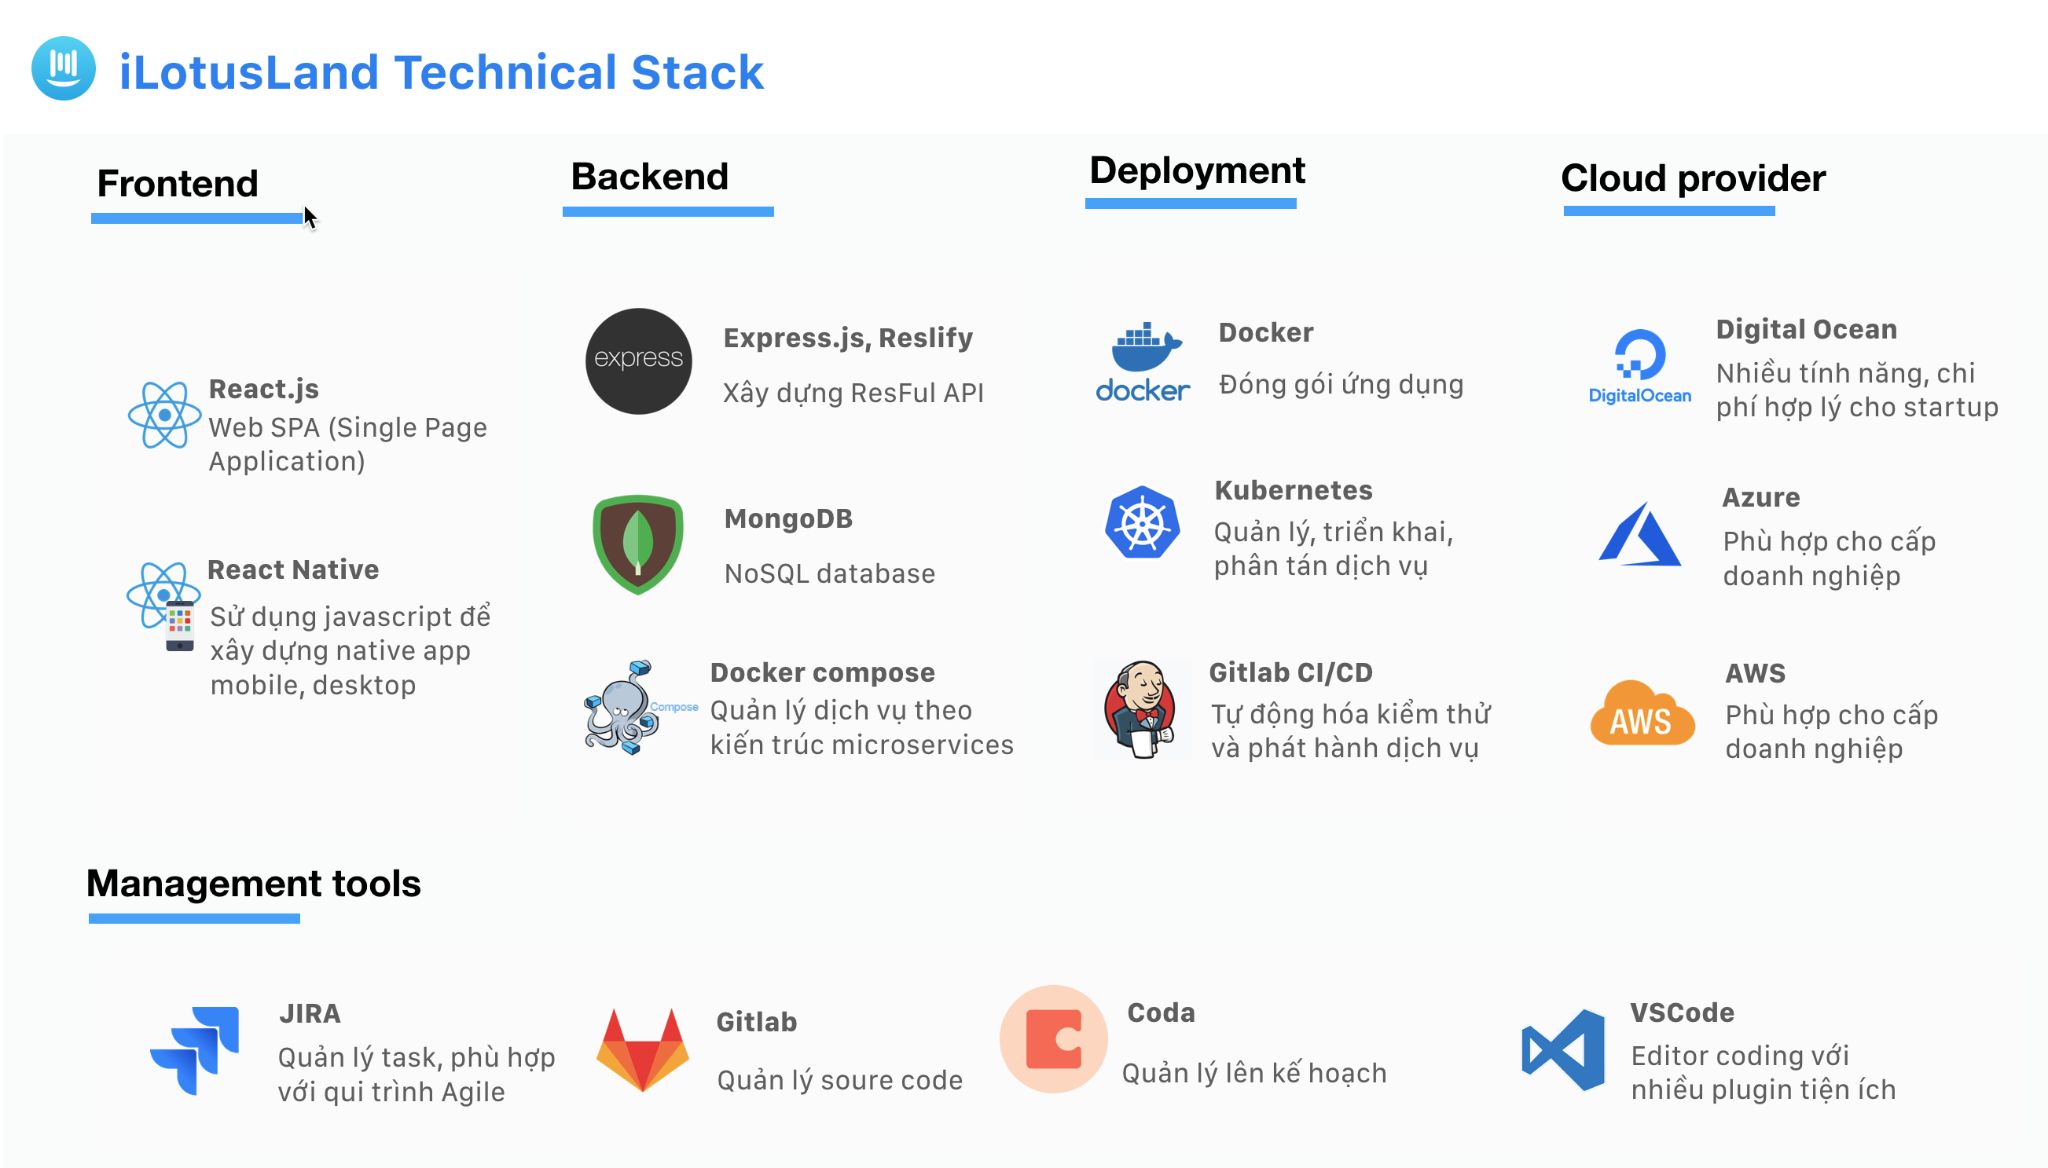 iLotusLand Technical Stack
Frontend
React.js
Web SPA (Single Page
Application)
React Native
Sử dụng javascript để
xây dựng native app
mobile, desktop
Backend
express
Express.js, Reslify
Xây dựng ResFul API
MongoDB
NoSQL database
Compose
Docker compose
Quản lý dịch vụ theo
kiến trúc microservices
Deployment
docker
Docker
Đóng gói ứng dụng
Kubernetes
Quản lý, triển khai,
phân tán dịch vụ
Gitlab CI/CD
Tự động hóa kiểm thử
và phát hành dịch vụ
Cloud provider
DigitalOcean
Digital Ocean
Nhiều tính năng, chi
phí hợp lý cho startup
Azure
Phù hợp cho cấp
doanh nghiệp
AWS
AWS
Phù hợp cho cấp
doanh nghiệp
Management tools
JIRA
Quản lý task, phù hợp
với qui trình Agile
Gitlab
Quản lý soure code
Coda
Quản lý lên kế hoạch
VSCode
Editor coding với
nhiều plugin tiện ích